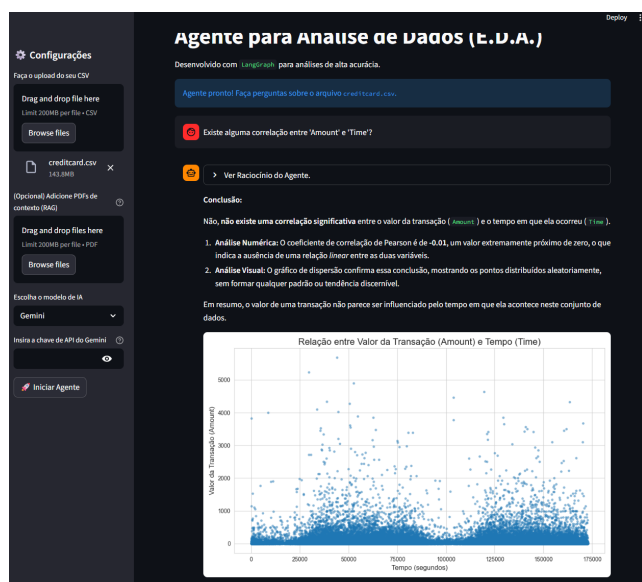 Deploy
Configurações
Faça o upload do seu CSV
Drag and drop file here
Limit 200MB per file • CSV
Browse files
creditcard.csv
143.8MB
(Opcional) Adicione PDFs de
contexto (RAG)
Drag and drop files here
Limit 200MB per file • PDF
Browse files
Escolha o modelo de IA
Gemini
Insira a chave de API do Gemini
Iniciar Agente
Agente para Análise de Dados (E.D.A.)
Desenvolvido com LangGraph para análises de alta acurácia.
Agente pronto! Faça perguntas sobre o arquivo creditcard.csv.
Existe alguma correlação entre 'Amount' e 'Time'?
Ver Raciocínio do Agente.
Conclusão:
Não, não existe uma correlação significativa entre o valor da transação ( Amount ) e o tempo em que ela ocorreu ( Time ).
1. Análise Numérica: O coeficiente de correlação de Pearson é de -0.01, um valor extremamente próximo de zero, o que
indica a ausência de uma relação linear entre as duas variáveis.
2. Análise Visual: O gráfico de dispersão confirma essa conclusão, mostrando os pontos distribuídos aleatoriamente,
sem formar qualquer padrão ou tendência discernível.
Em resumo, o valor de uma transação não parece ser influenciado pelo tempo em que ela acontece neste conjunto de
dados.
Relação entre Valor da Transação (Amount) e Tempo (Time)
Valor da Transação (Amount)
5000
4000
3000
2000
1000
0
0 25000 50000 75000 100000 125000 150000 175000
Tempo (segundos)